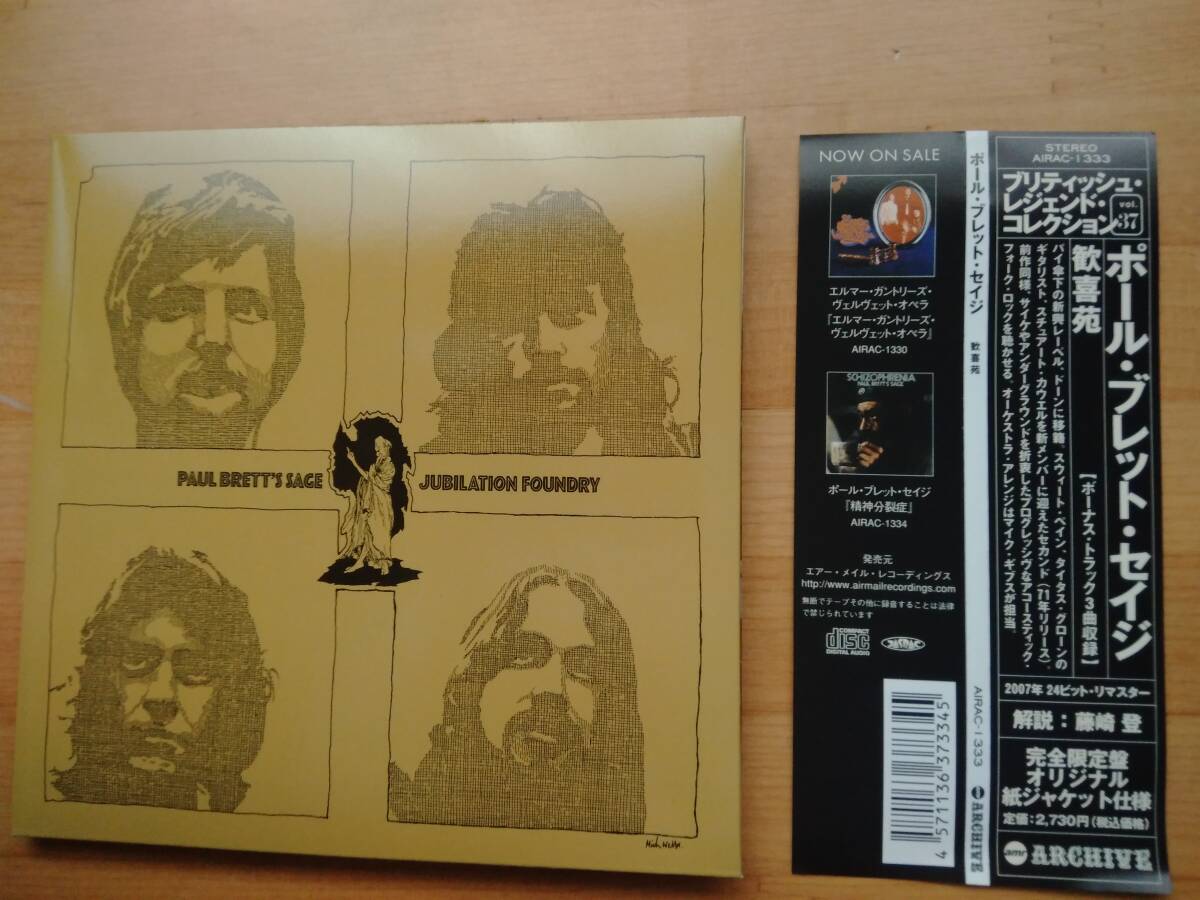 PAUL BRETT'S SAGE
JUBILATION FOUNDRY
NOW ON SALE
エルマー・ガントリーズ・
ヴェルヴェット・オペラ
『エルマー・ガントリーズ・
ヴェルヴェット・オペラ』
AIRAC-1330
SCHIZOPHRENIA
PAUL BRETT'S SAGE
ポール・ブレット・セイジ
『精神分裂症』
AIRAC-1334
発売元
エアー・メイル・レコーディングス
http://www.airmailrecordings.com
無断でテープその他に録音することは法律
で禁じられています
COMPACT
disc
DIGITAL AUDIO
4 571136 373345
ポール・ブレット・セイジ 歓喜苑
AIRAC-1333
ARCHIVE
STEREO
AIRAC-1333
ブリティッシュ・
レジェンド・
コレクション
vol.
37
ポール・ブレット・セイジ
歓喜苑
【ボーナス・トラック3曲収録】
パイ傘下の新興レーベル、ドーンに移籍、スウィート・ペイン、タイタス・グローンの
ギタリスト、スチュアート・カウエルを新メンバーに迎えたセカンド（71年リリース）。
前作同様、サイケやアンダーグラウンドを折衷したプログレッシヴなアコースティック・
フォーク・ロックを聴かせる。オーケストラ・アレンジはマイク・ギブスが担当。
2007年 24ビット・リマスター
解説：藤崎 登
完全限定盤
オリジナル
紙ジャケット仕様
定価：2,730円(税込価格)
amr
ARCHIVE